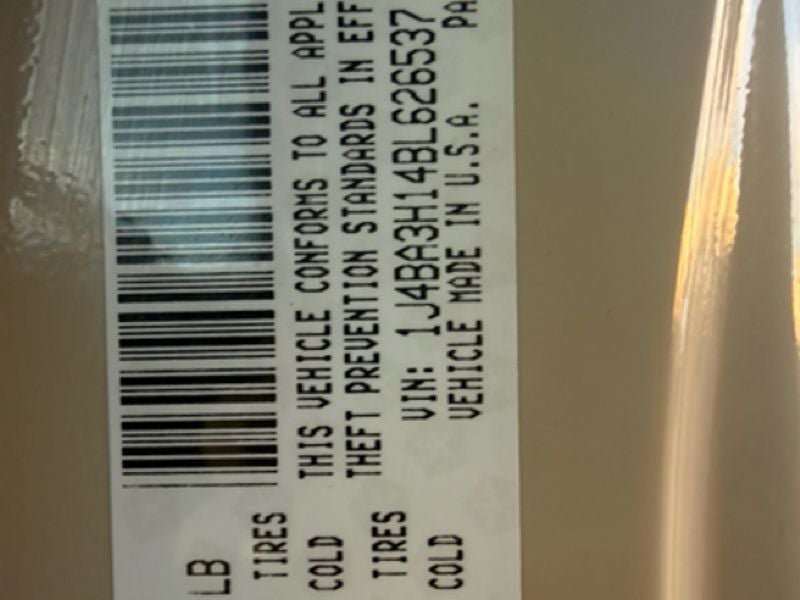 THIS VEHICLE CONFORMS TO ALL APPL
THEFT PREVENTION STANDARDS IN EFF
VIN: 1J4BA3H14BL626537
VEHICLE MADE IN U.S.A. PA
LB
TIRES
COLD
TIRES
COLD